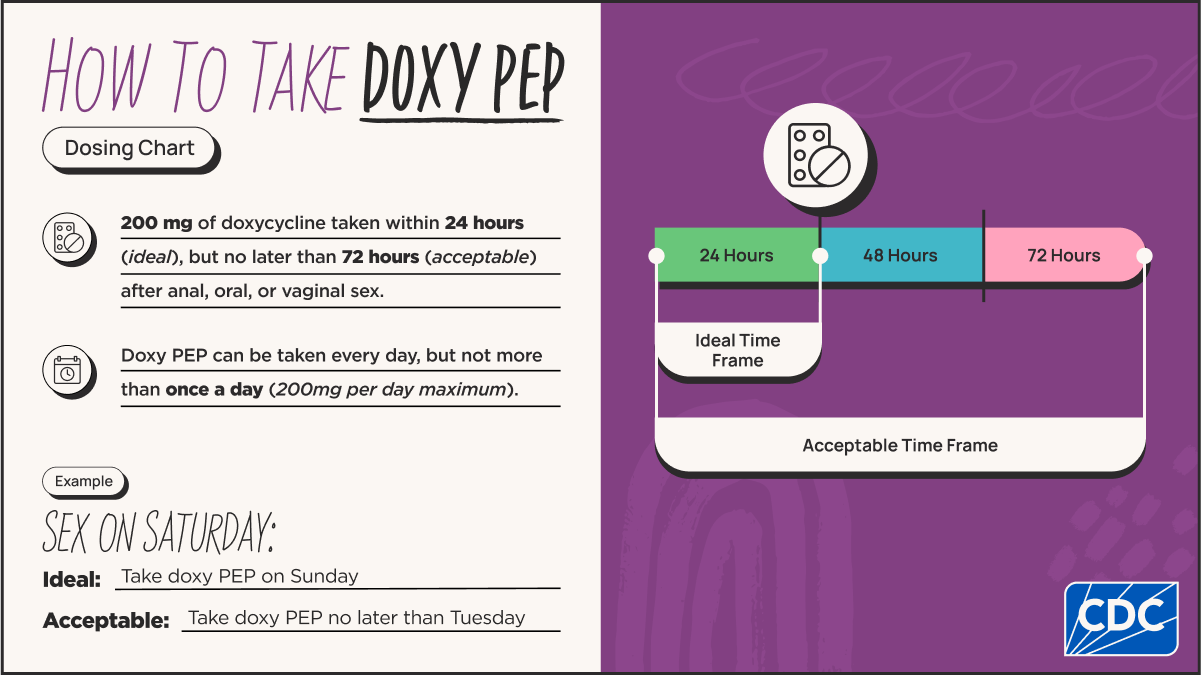 HOW TO TAKE DOXY PEP
Dosing Chart
200 mg of doxycycline taken within 24 hours
(ideal), but no later than 72 hours (acceptable)
after anal, oral, or vaginal sex.
Doxy PEP can be taken every day, but not more
than once a day (200mg per day maximum).
Example
SEX ON SATURDAY:
Ideal: Take doxy PEP on Sunday
Acceptable: Take doxy PEP no later than Tuesday
24 Hours 48 Hours 72 Hours
Ideal Time
Frame
Acceptable Time Frame
CDC